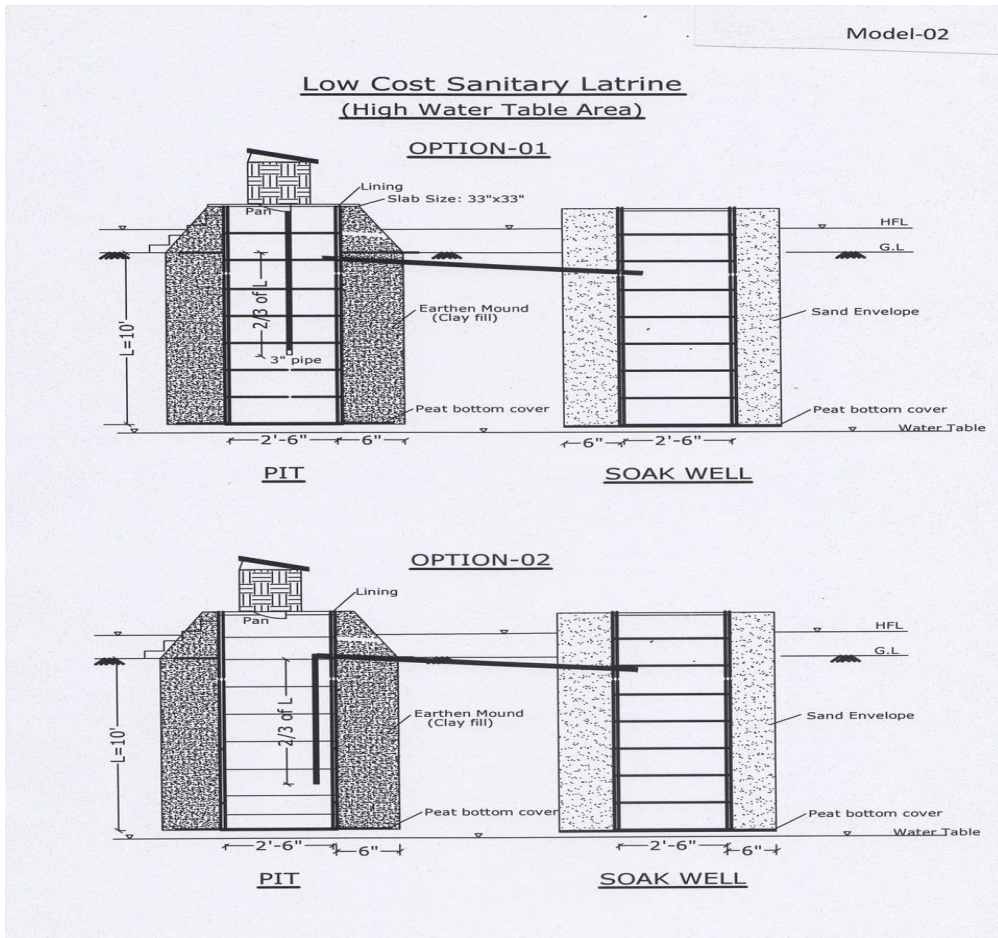 Model-02
Low Cost Sanitary Latrine
(High Water Table Area)
OPTION-01
Lining
Slab Size: 33"x33"
Pan
HFL
G.L
2/3 of L
L=10'
Earthen Mound
(Clay fill)
Sand Envelope
3" pipe
Peat bottom cover
Peat bottom cover
Water Table
2'-6"
6"
6"
2'-6"
PIT
SOAK WELL
OPTION-02
Lining
Pan
HFL
G.L
2/3 of L
L=10'
Earthen Mound
(Clay fill)
Sand Envelope
Peat bottom cover
Peat bottom cover
Water Table
2'-6"
6"
2'-6"
6"
PIT
SOAK WELL